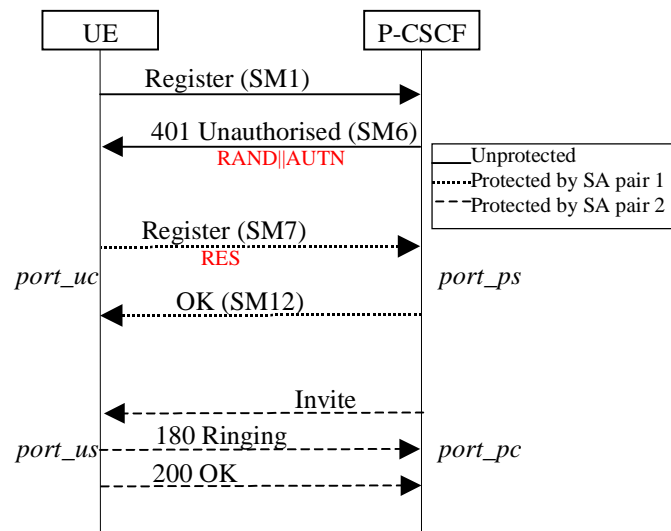 UE
P-CSCF
Register (SM1)
401 Unauthorised (SM6)
RAND||AUTN
Unprotected
Protected by SA pair 1
Protected by SA pair 2
Register (SM7)
RES
port_uc
port_ps
OK (SM12)
Invite
180 Ringing
port_us
port_pc
200 OK